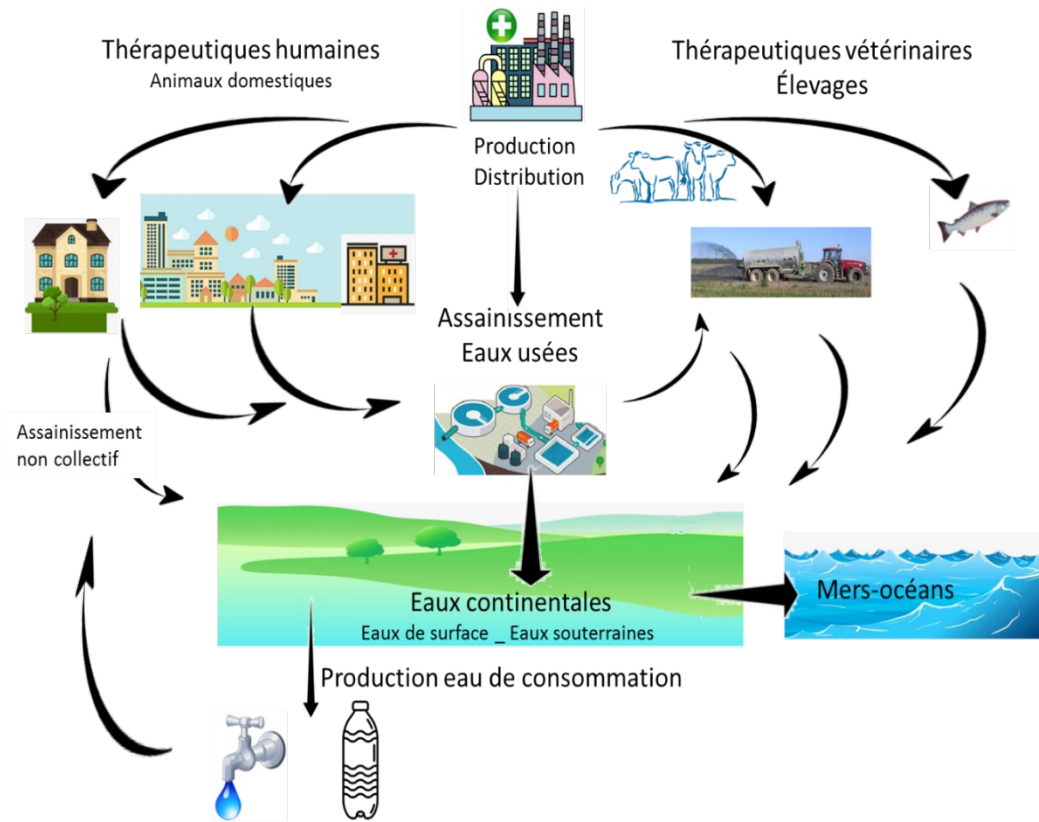 Thérapeutiques humaines
Animaux domestiques
Thérapeutiques vétérinaires
Élevages
Production
Distribution
Assainissement
Eaux usées
Assainissement
non collectif
Eaux continentales
Eaux de surface _ Eaux souterraines
Mers-océans
Production eau de consommation